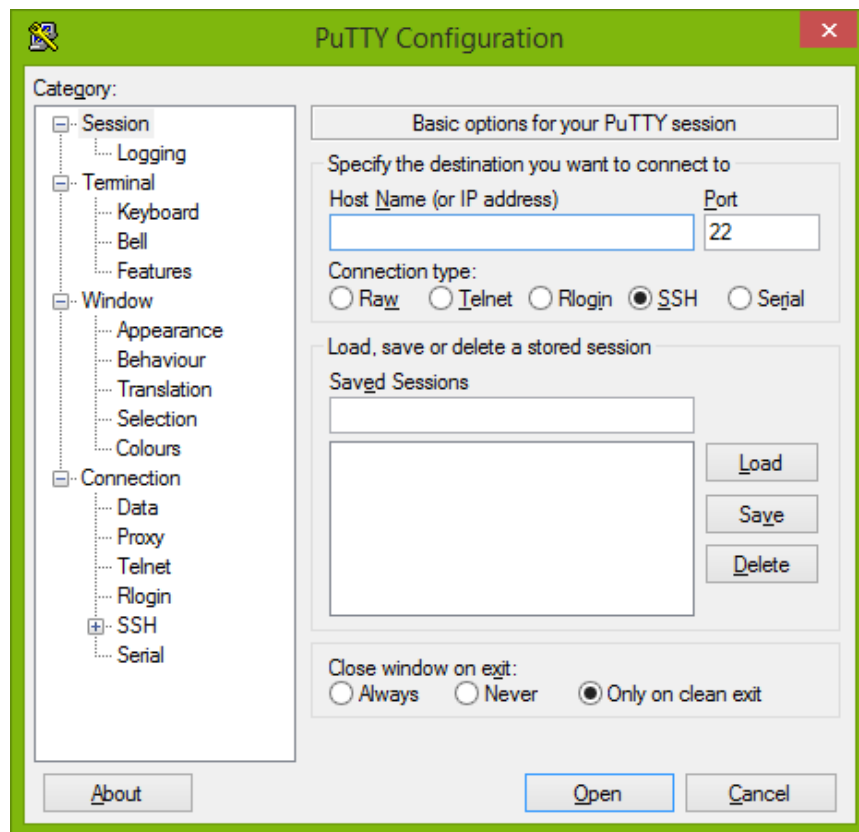 PuTTY Configuration
Category:
Session
Logging
Terminal
Keyboard
Bell
Features
Window
Appearance
Behaviour
Translation
Selection
Colours
Connection
Data
Proxy
Telnet
Rlogin
SSH
Serial
Basic options for your PuTTY session
Specify the destination you want to connect to
Host Name (or IP address) Port
22
Connection type:
Raw Telnet Rlogin SSH Serial
Load, save or delete a stored session
Saved Sessions
Load
Save
Delete
Close window on exit:
Always Never Only on clean exit
About Open Cancel